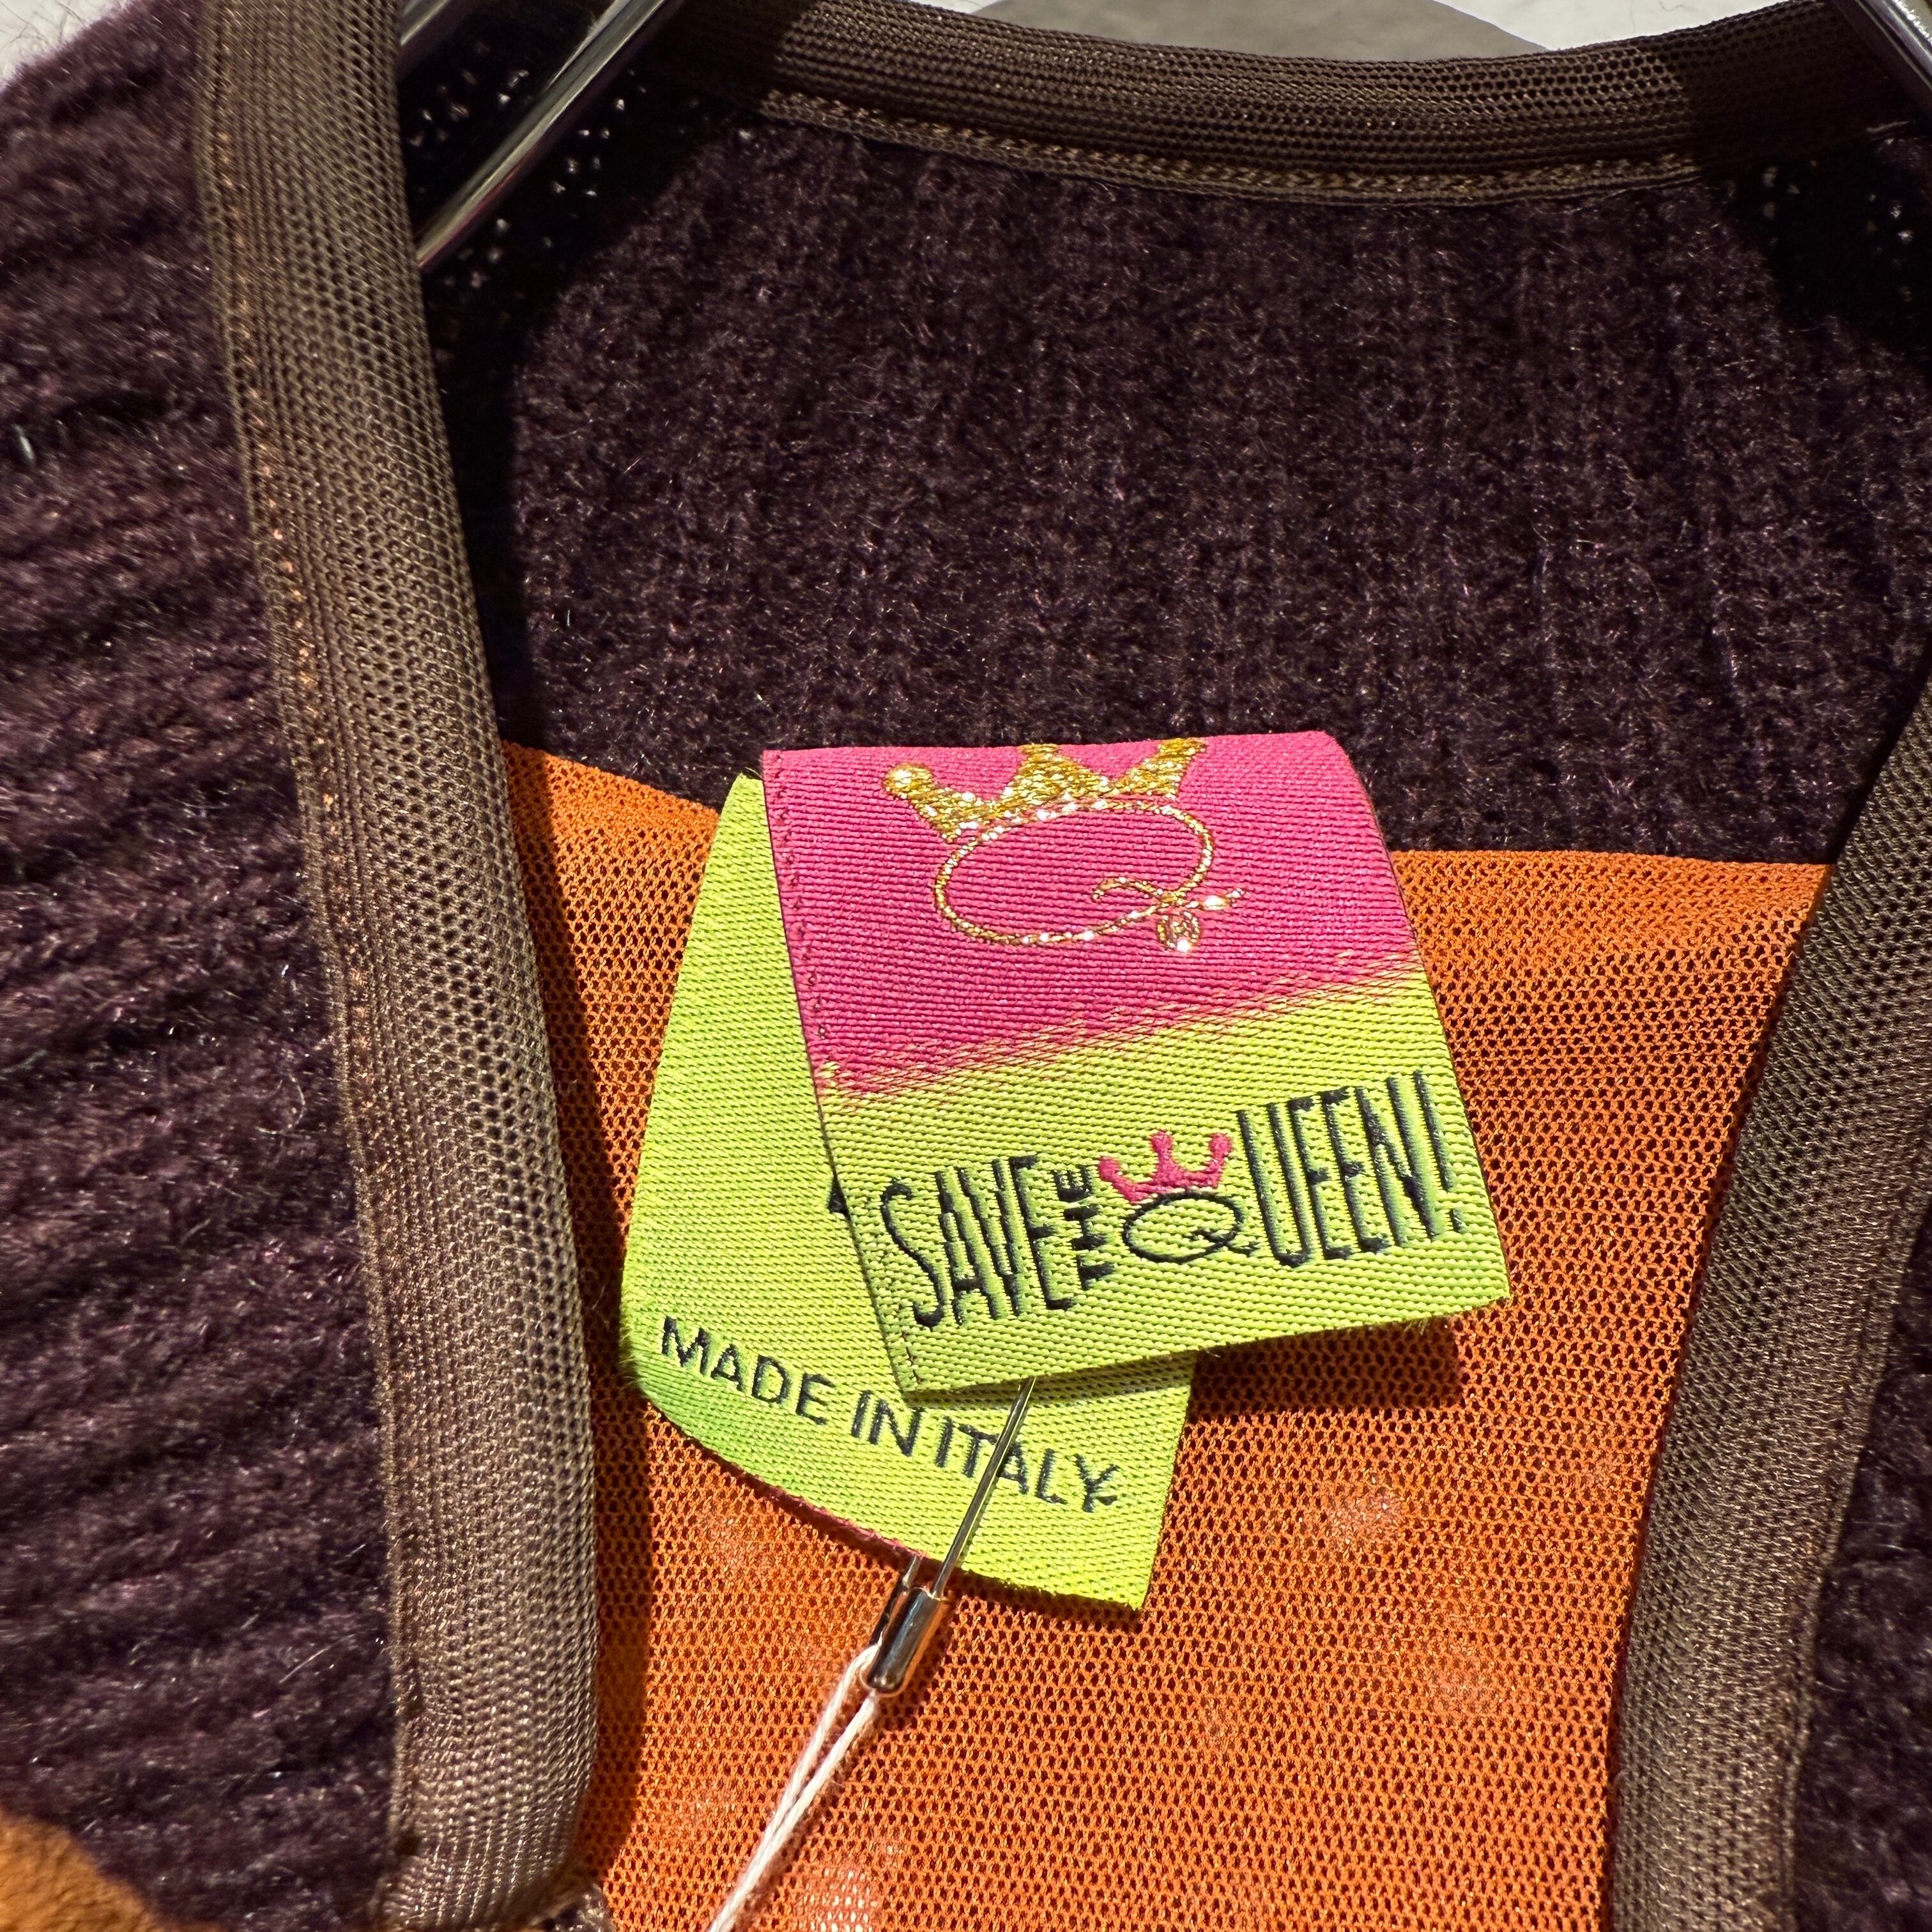 Q
SAVE THE QUEEN!
MADE IN ITALY